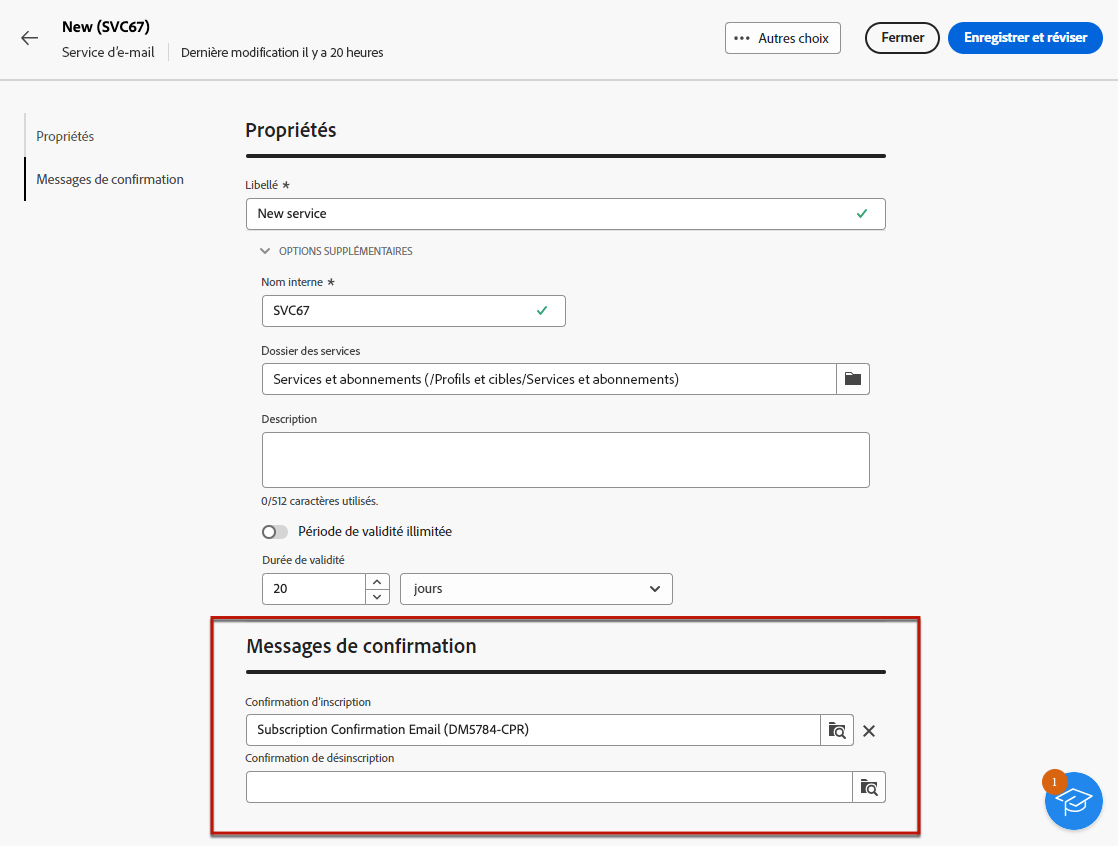 New (SVC67)
Service d'e-mail
Dernière modification il y a 20 heures
••• Autres choix
Fermer
Enregistrer et réviser
Propriétés
Messages de confirmation
Propriétés
Libellé *
New service
OPTIONS SUPPLÉMENTAIRES
Nom interne *
SVC67
Dossier des services
Services et abonnements (/Profils et cibles/Services et abonnements)
Description
0/512 caractères utilisés.
Période de validité illimitée
Durée de validité
20
jours
Messages de confirmation
Confirmation d'inscription
Subscription Confirmation Email (DM5784-CPR)
Confirmation de désinscription
1